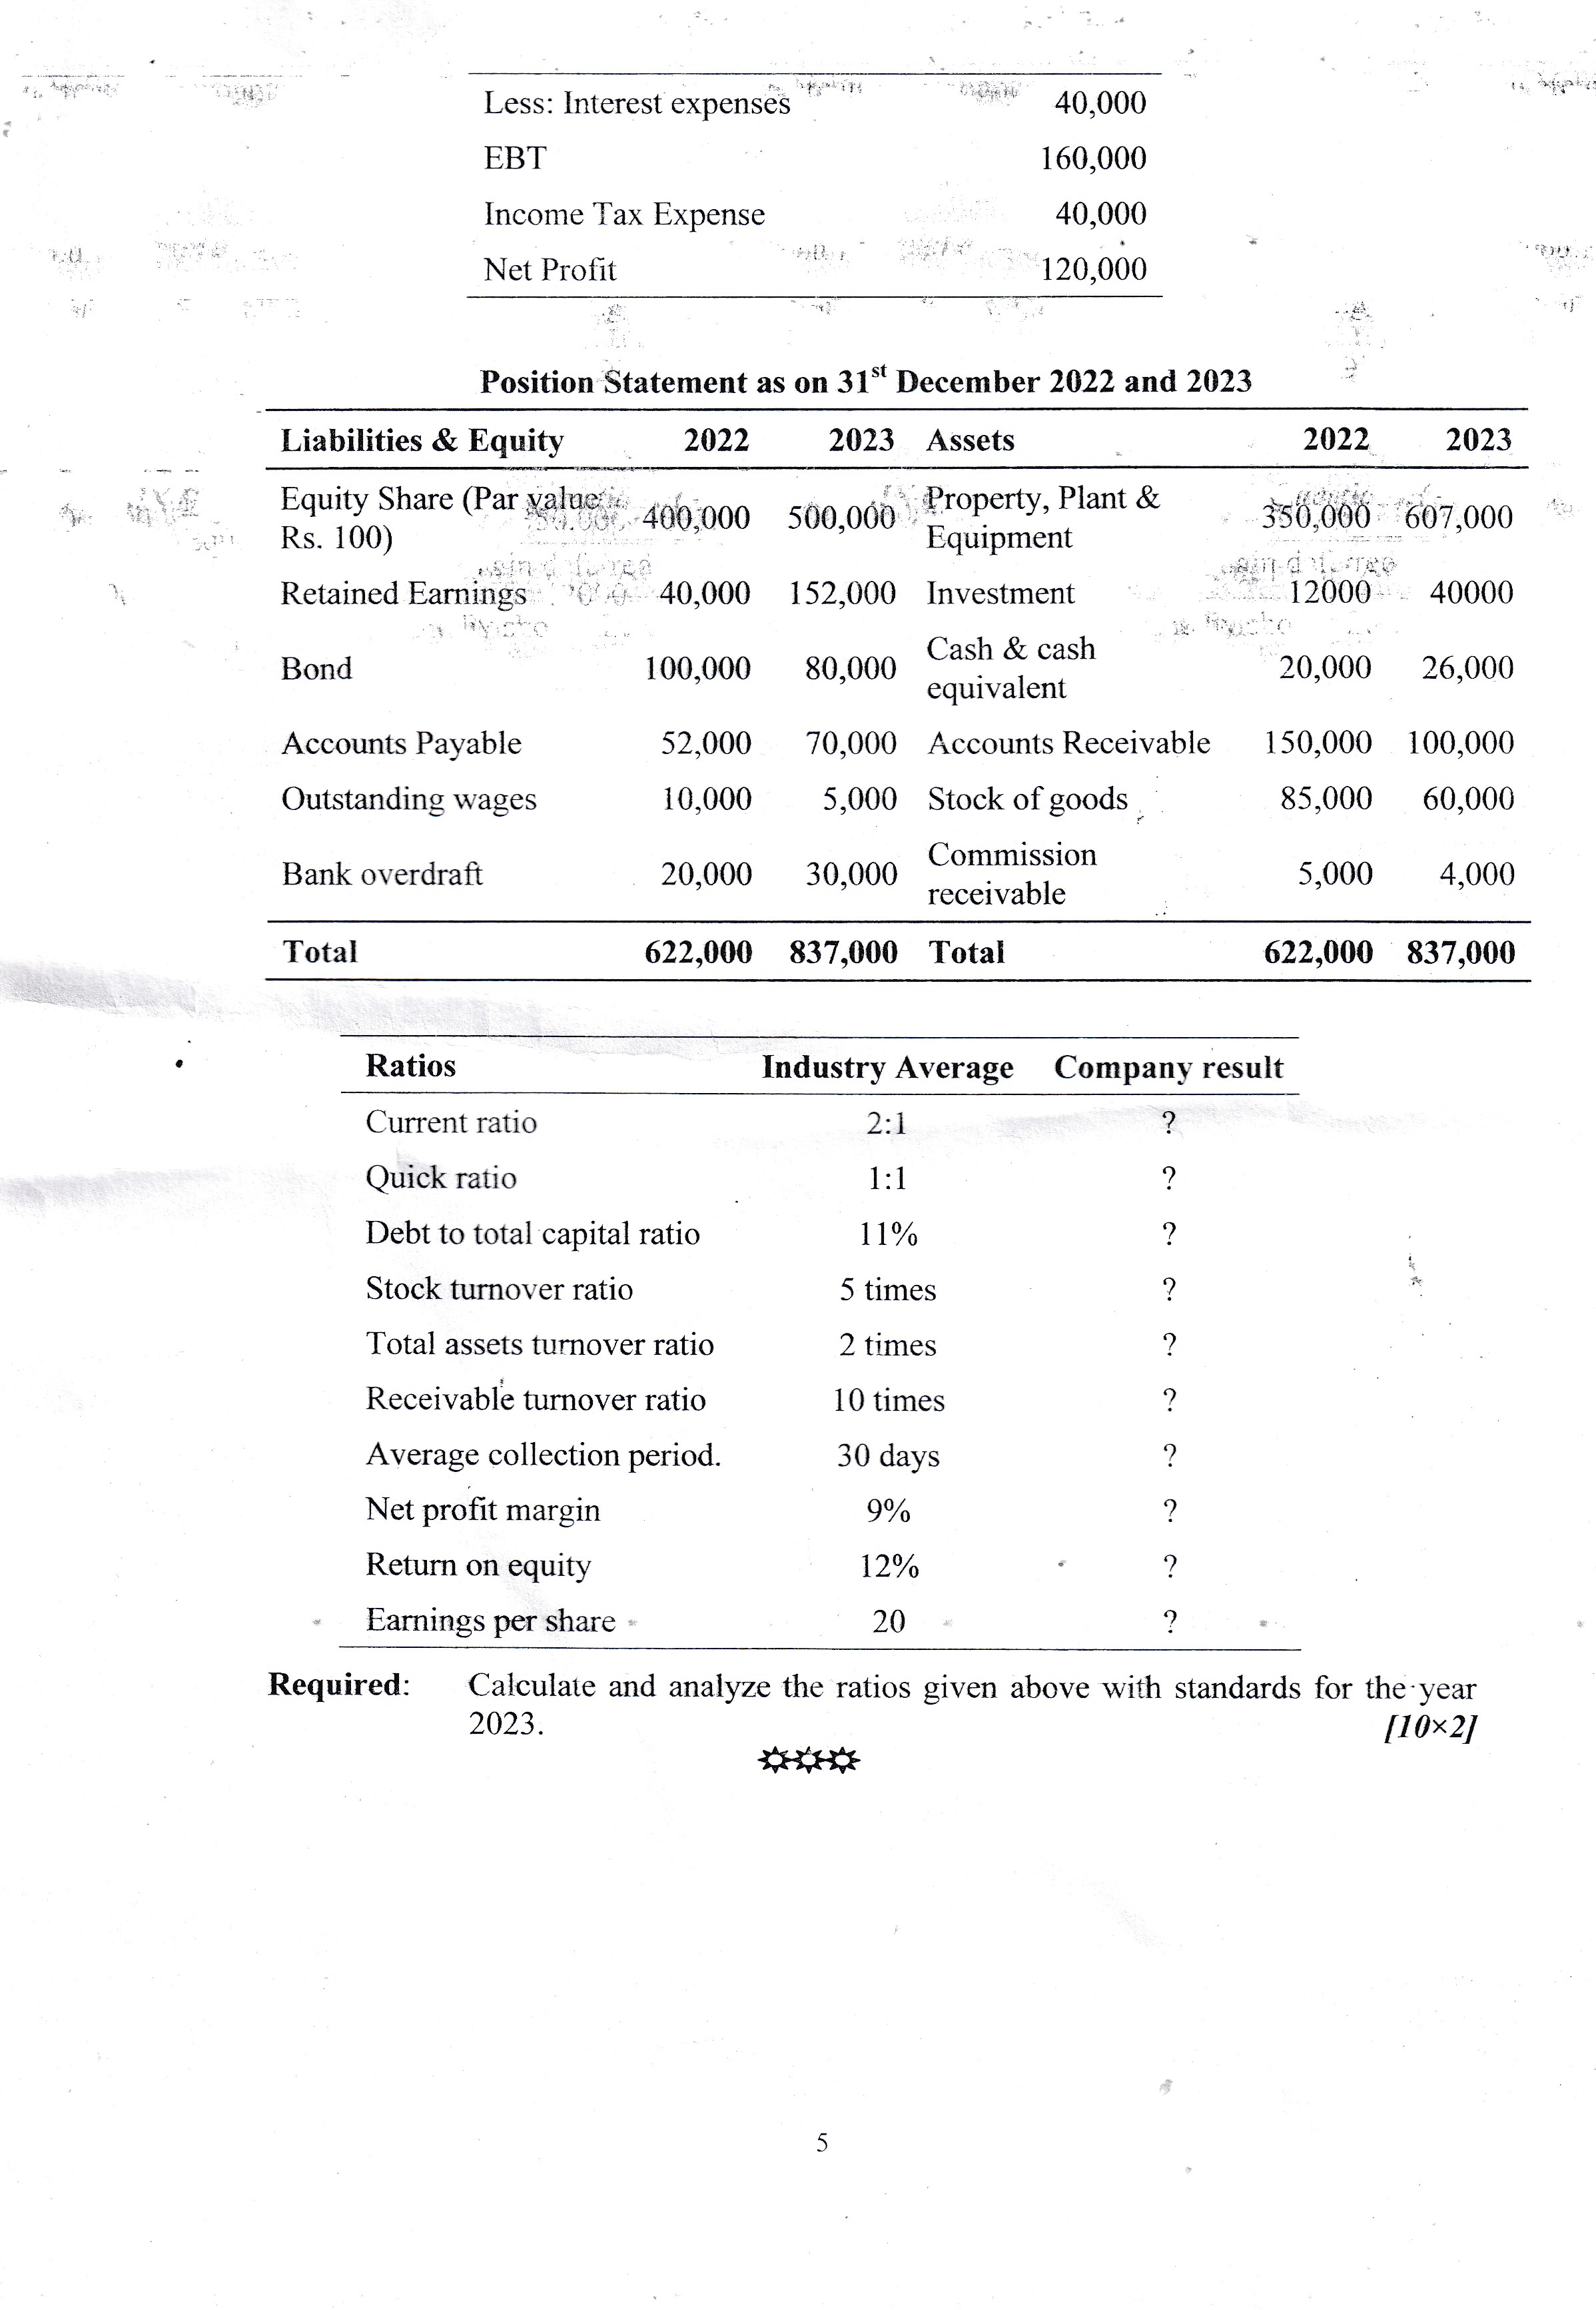 Less: Interest expenses 40,000
EBT 160,000
Income Tax Expense 40,000
Net Profit 120,000
Position Statement as on 31st December 2022 and 2023
Liabilities & Equity 2022 2023 Assets 2022 2023
Equity Share (Par value Rs. 100) 400,000 500,000 Property, Plant & Equipment 350,000 607,000
Retained Earnings 40,000 152,000 Investment 12000 40000
Bond 100,000 80,000 Cash & cash equivalent 20,000 26,000
Accounts Payable 52,000 70,000 Accounts Receivable 150,000 100,000
Outstanding wages 10,000 5,000 Stock of goods 85,000 60,000
Bank overdraft 20,000 30,000 Commission receivable 5,000 4,000
Total 622,000 837,000 Total 622,000 837,000
Ratios Industry Average Company result
Current ratio 2:1 ?
Quick ratio 1:1 ?
Debt to total capital ratio 11% ?
Stock turnover ratio 5 times ?
Total assets turnover ratio 2 times ?
Receivable turnover ratio 10 times ?
Average collection period. 30 days ?
Net profit margin 9% ?
Return on equity 12% ?
Earnings per share 20 ?
Required: Calculate and analyze the ratios given above with standards for the year
2023. [10×2]
5